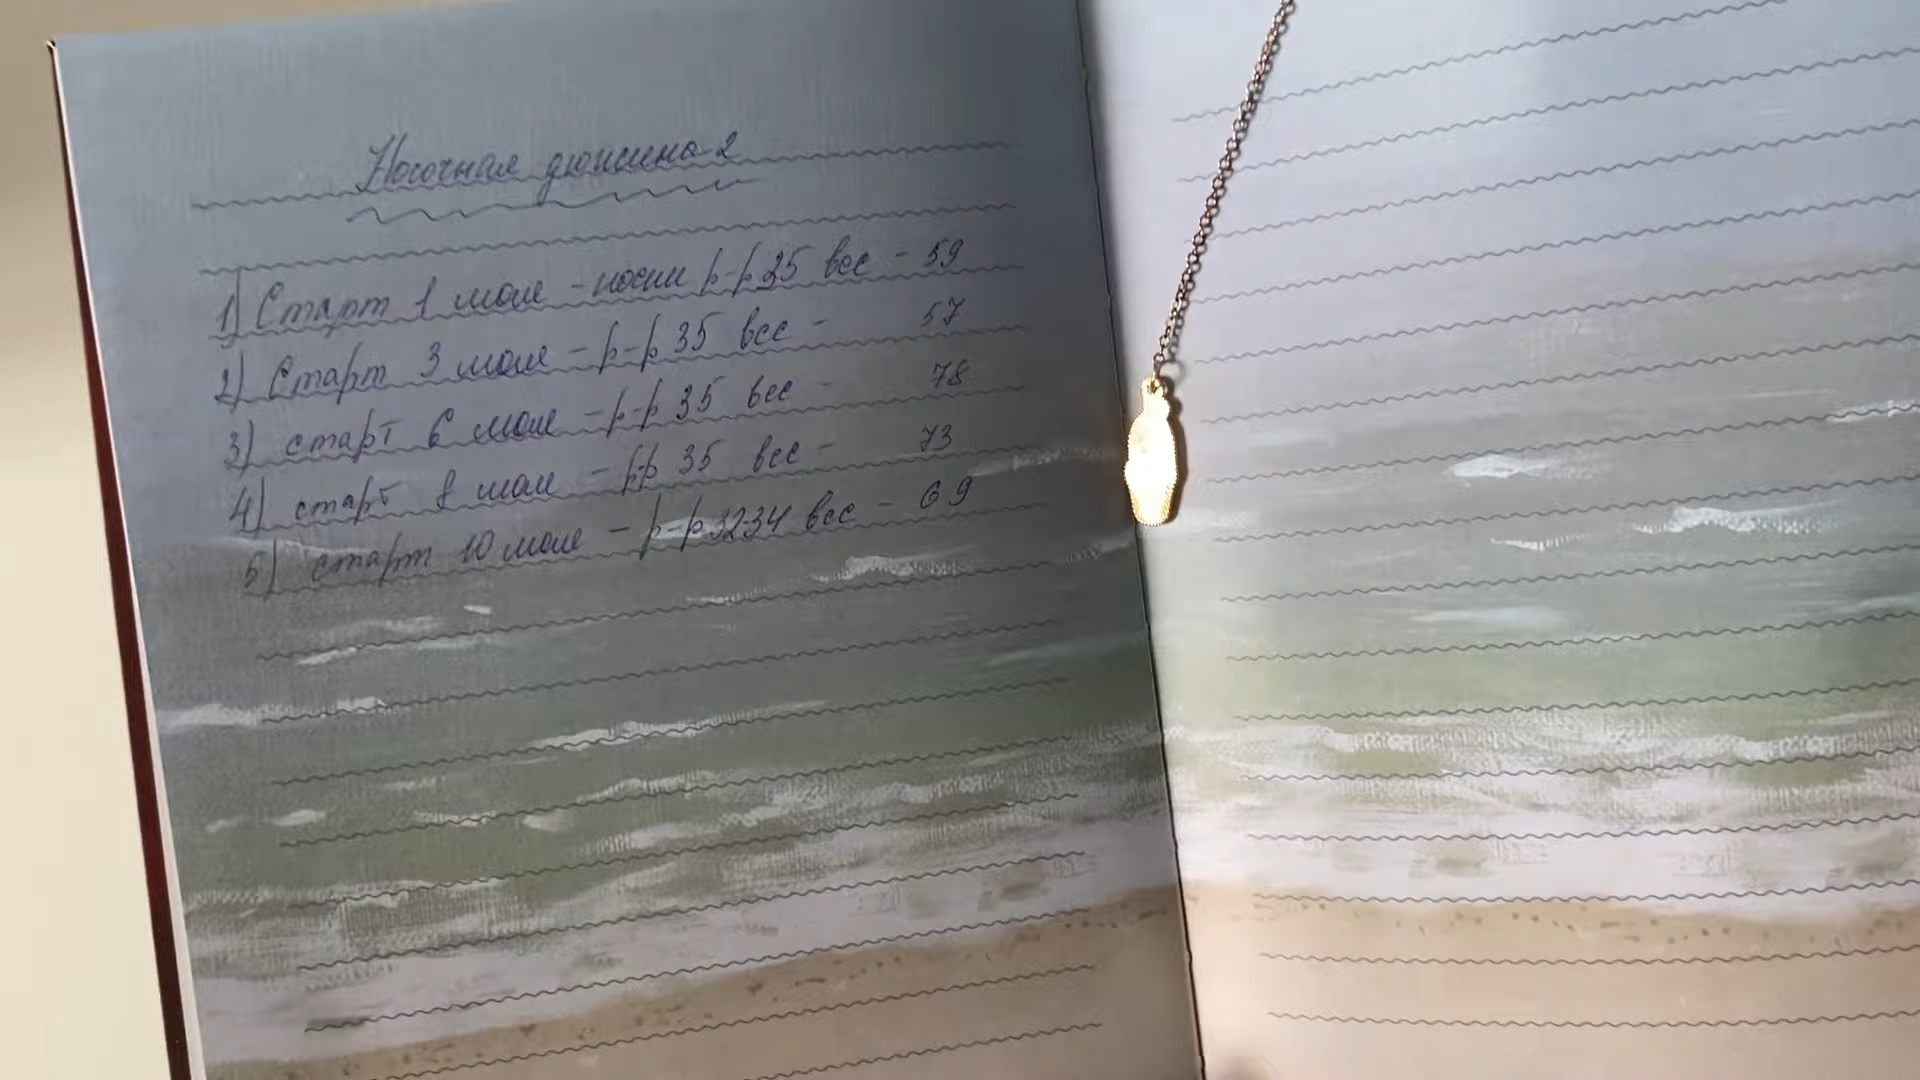 Носочная дюжина-2
1) Старт 1 мая - носки р-р 35 вес - 59
2) Старт 3 мая - р-р 35 вес - 57
3) старт 6 мая - р-р 35 вес - 78
4) старт 8 мая - р-р 35 вес - 73
5) старт 10 мая - р-р 32-34 вес - 69